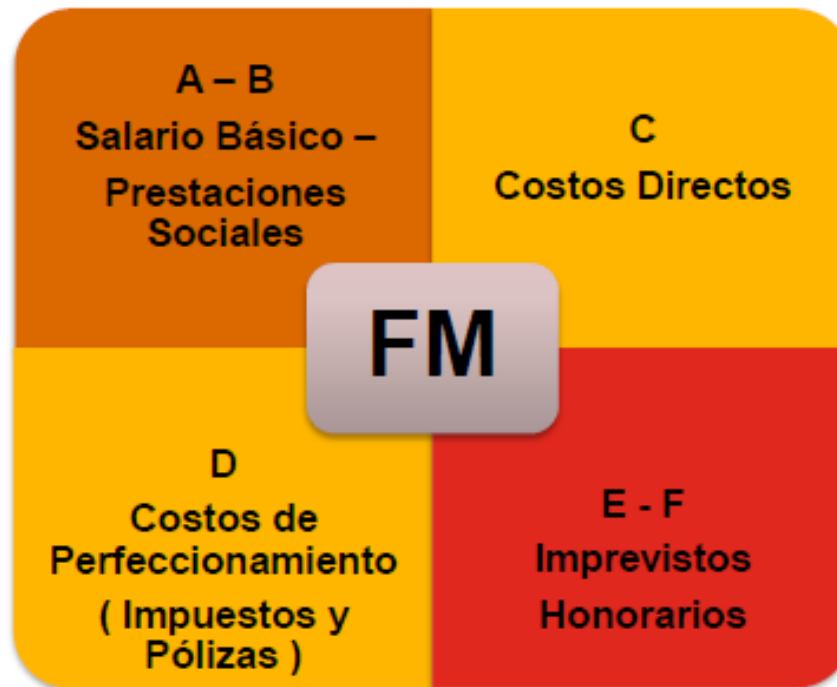 A – B
Salario Básico –
Prestaciones
Sociales
C
Costos Directos
FM
D
Costos de
Perfeccionamiento
( Impuestos y
Pólizas )
E - F
Imprevistos
Honorarios